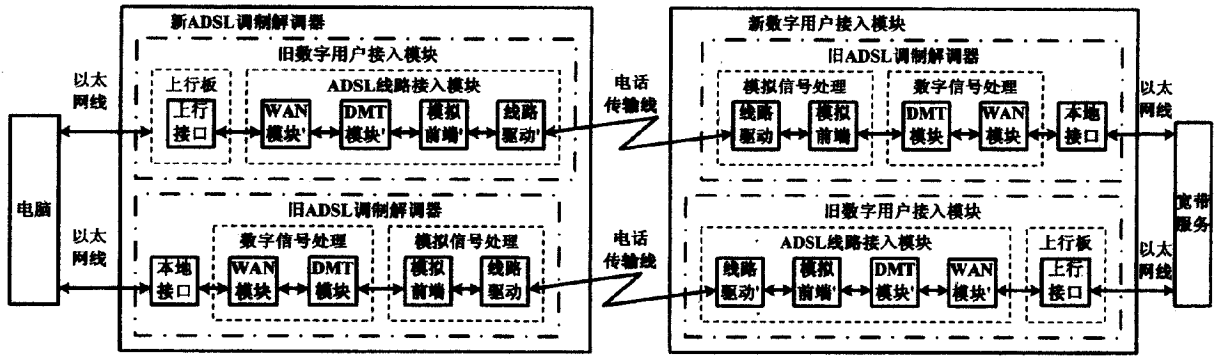 新ADSL调制解调器
旧数字用户接入模块
上行板
ADSL线路接入模块
上行
接口
WAN
模块'
DMT
模块'
模拟
前端'
线路
驱动'
旧ADSL调制解调器
数字信号处理
模拟信号处理
本地
接口
WAN
模块
DMT
模块
模拟
前端
线路
驱动
以太
网线
以太
网线
电脑
电话
传输线
电话
传输线
新数字用户接入模块
旧ADSL调制解调器
模拟信号处理
数字信号处理
线路
驱动
模拟
前端
DMT
模块
WAN
模块
本地
接口
旧数字用户接入模块
ADSL线路接入模块
上行板
线路
驱动'
模拟
前端'
DMT
模块'
WAN
模块'
上行
接口
以太
网线
以太
网线
宽带
服务